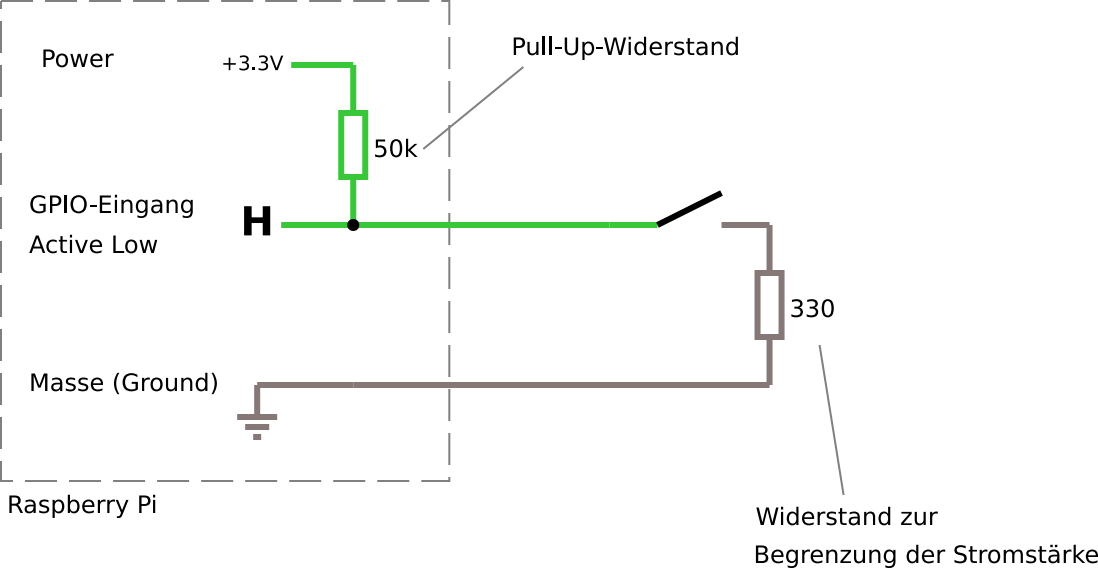 Power
+3.3V
Pull-Up-Widerstand
50k
GPIO-Eingang
Active Low
H
330
Masse (Ground)
Raspberry Pi
Widerstand zur
Begrenzung der Stromstärke